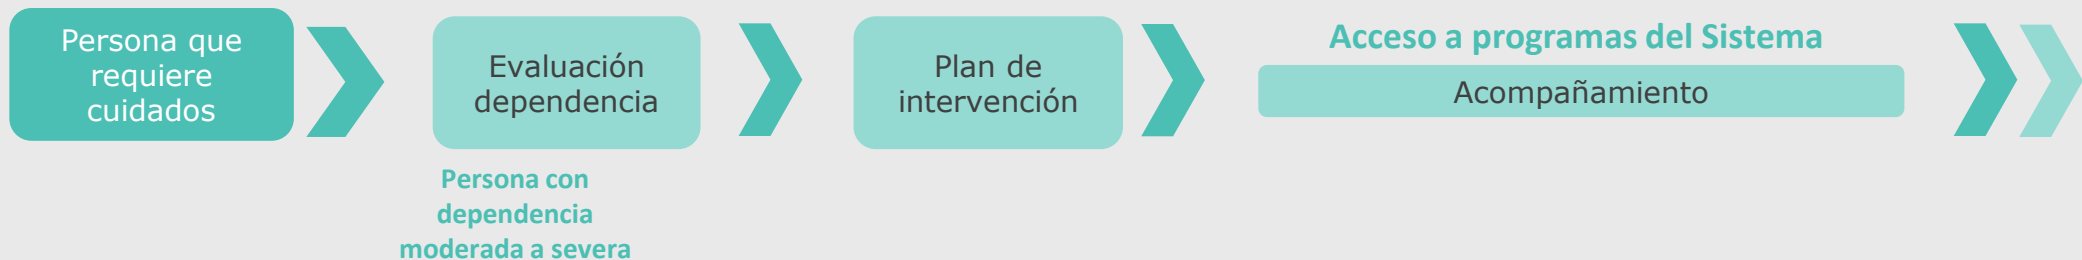 Persona que
requiere
cuidados
Evaluación
dependencia
Persona con
dependencia
moderada a severa
Plan de
intervención
Acceso a programas del Sistema
Acompañamiento